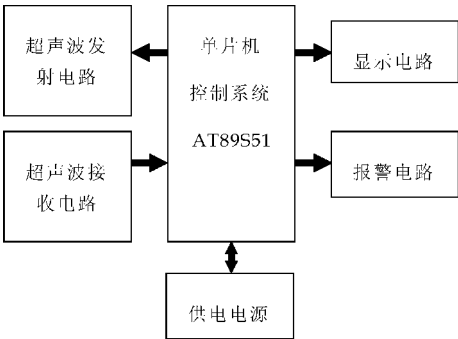 超声波发
射电路
单片机
控制系统
AT89S51
显示电路
超声波接
收电路
报警电路
供电电源